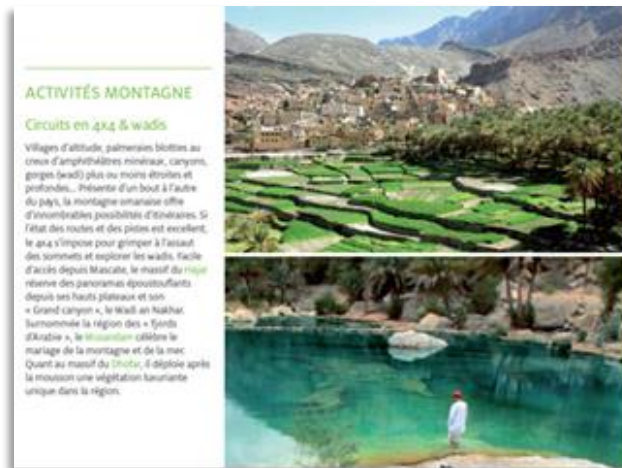 ACTIVITÉS MONTAGNE
Circuits en 4x4 & wadis
Villages d'altitude, palmeraies blotties au
creux d'amphithéâtres minéraux, canyons,
gorges (wadi) plus ou moins étroites et
profondes... Présente d'un bout à l'autre
du pays, la montagne omanaise offre
d'innombrables possibilités d'itinéraires. Si
l'état des routes et des pistes est excellent,
le 4x4 s'impose pour grimper à l'assaut
des sommets et explorer les wadis. Facile
d'accès depuis Mascate, le massif du
réserve des panoramas époustouflants
depuis ses hauts plateaux et son
« Grand canyon », le Wadi an Nakhar.
Surnommée la région des « fjords
d'Arabie », le Musandam célèbre le
mariage de la montagne et de la mer.
Quant au massif du Dhofar, il déploie après
la mousson une végétation luxuriante
unique dans la région.